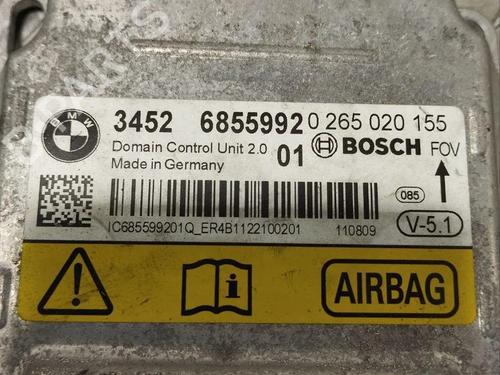 BMW
3452 6855992 0 265 020 155
Domain Control Unit 2.0 01 BOSCH FOV
Made in Germany
085
V-5.1
IC685599201Q_ER4B1122100201 110809
AIRBAG